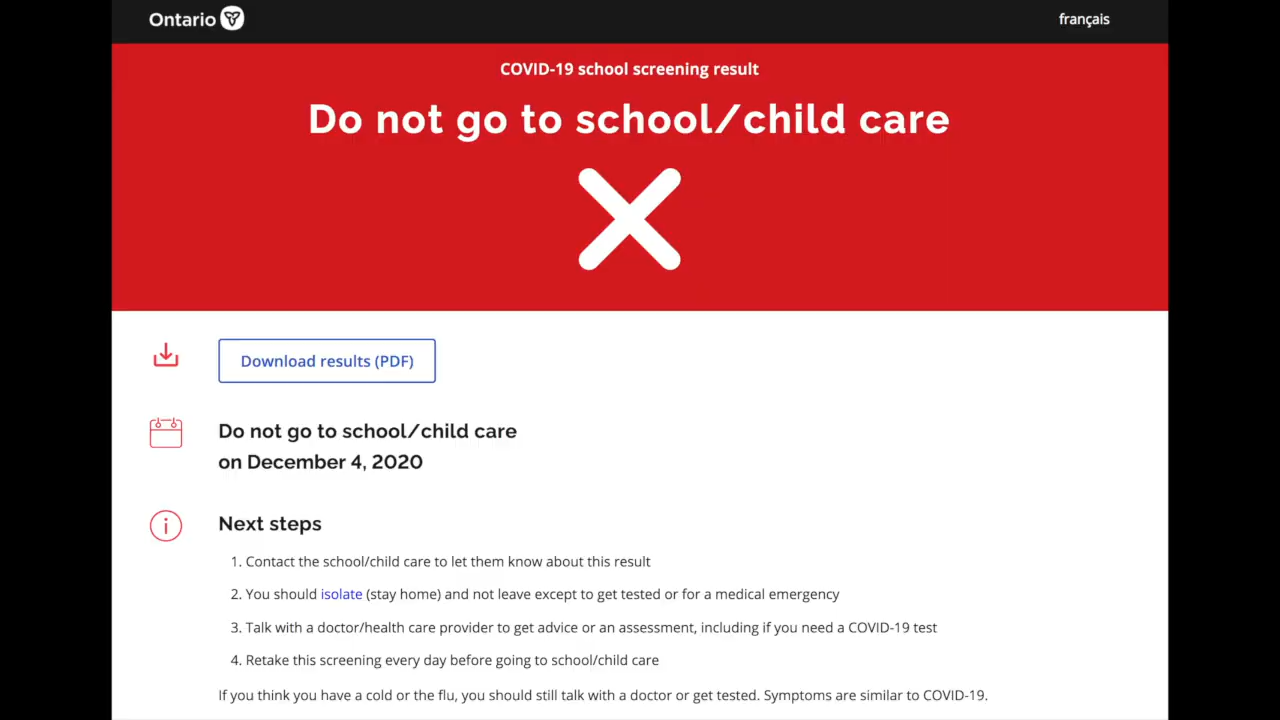 Ontario
français
COVID-19 school screening result
Do not go to school/child care
Download results (PDF)
Do not go to school/child care
on December 4, 2020
Next steps
1. Contact the school/child care to let them know about this result
2. You should isolate (stay home) and not leave except to get tested or for a medical emergency
3. Talk with a doctor/health care provider to get advice or an assessment, including if you need a COVID-19 test
4. Retake this screening every day before going to school/child care
If you think you have a cold or the flu, you should still talk with a doctor or get tested. Symptoms are similar to COVID-19.